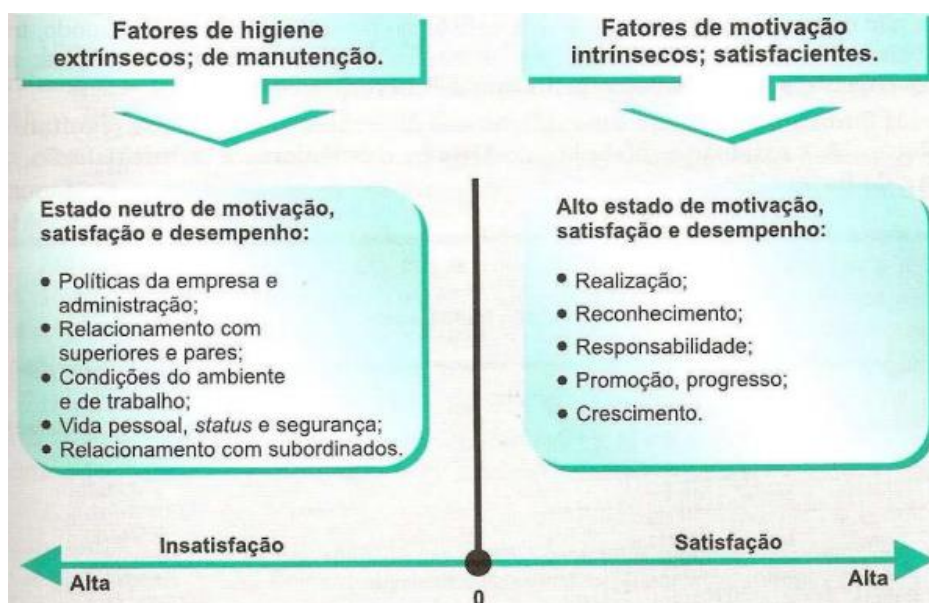 Fatores de higiene
extrínsecos; de manutenção.
Fatores de motivação
intrínsecos; satisfacientes.
Estado neutro de motivação,
satisfação e desempenho:
• Políticas da empresa e
administração;
• Relacionamento com
superiores e pares;
• Condições do ambiente
e de trabalho;
• Vida pessoal, status e segurança;
• Relacionamento com subordinados.
Alto estado de motivação,
satisfação e desempenho:
• Realização;
• Reconhecimento;
• Responsabilidade;
• Promoção, progresso;
• Crescimento.
Insatisfação
Satisfação
Alta
0
Alta